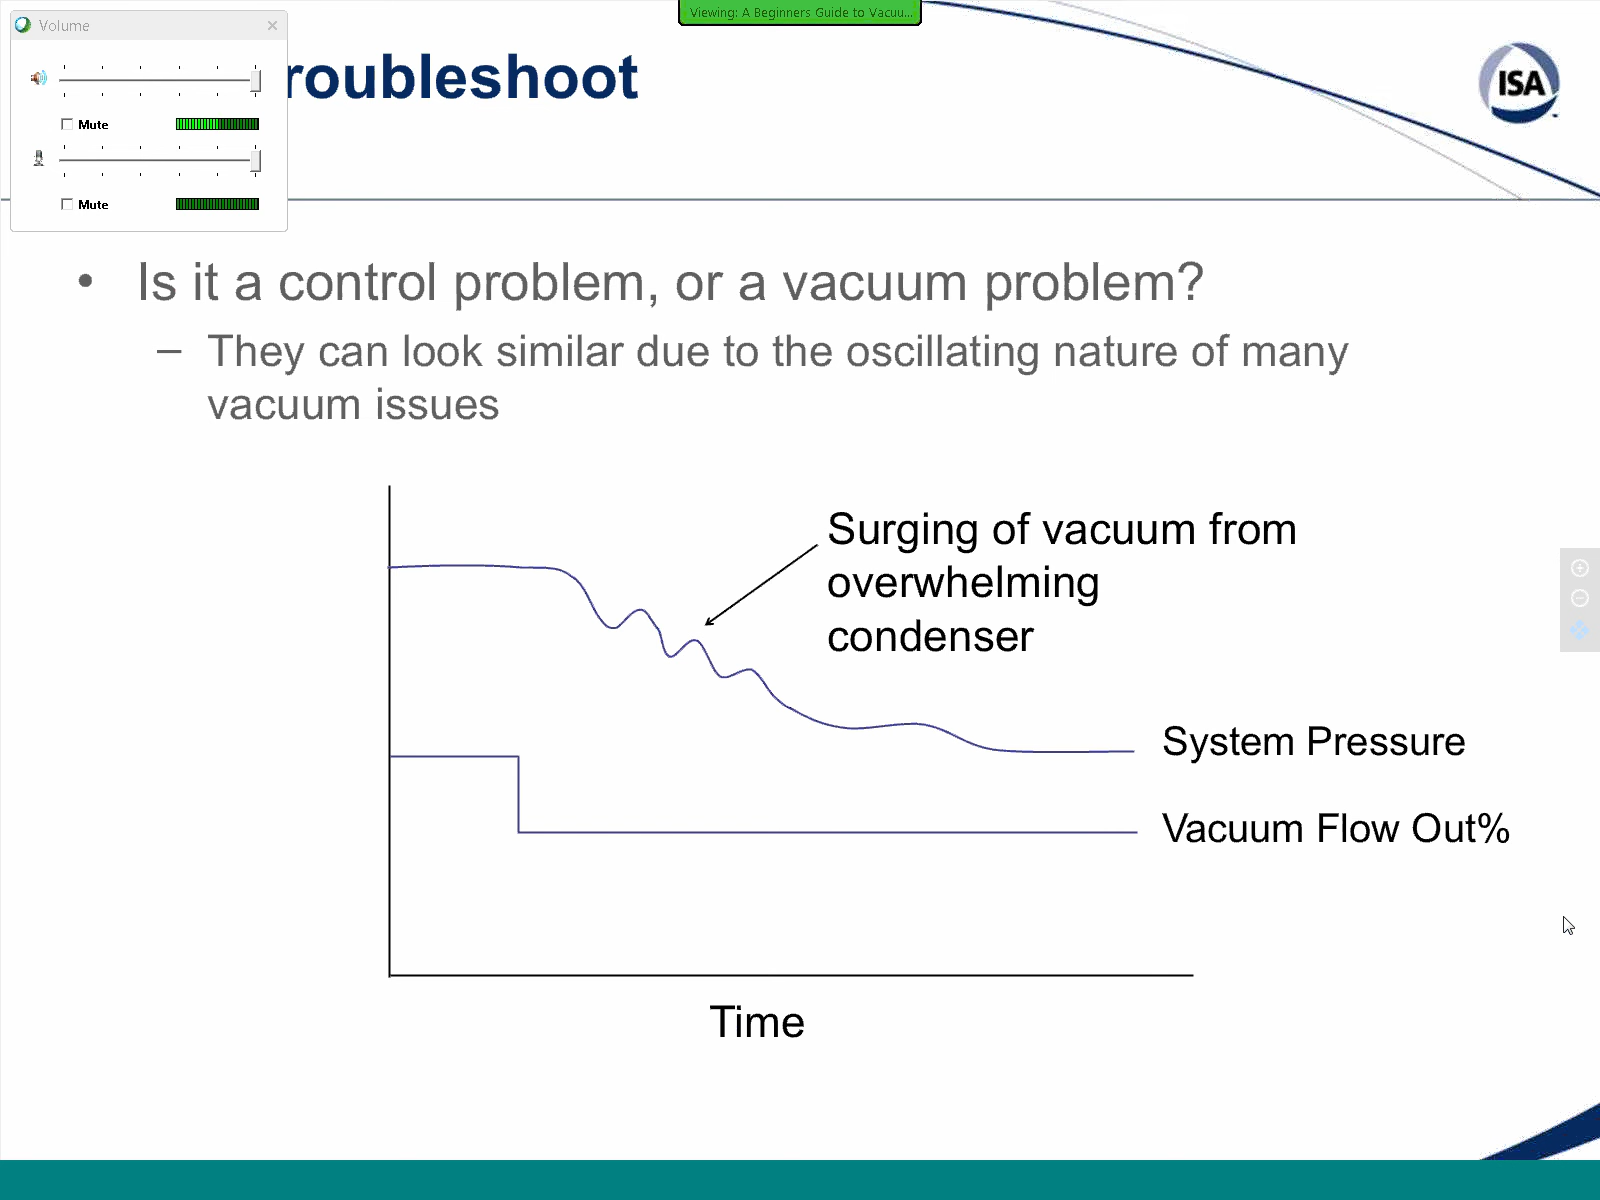 Viewing: A Beginners Guide to Vacuu...
Volume
Mute
Mute
roubleshoot
ISA
• Is it a control problem, or a vacuum problem?
– They can look similar due to the oscillating nature of many
vacuum issues
Surging of vacuum from
overwhelming
condenser
System Pressure
Vacuum Flow Out%
Time